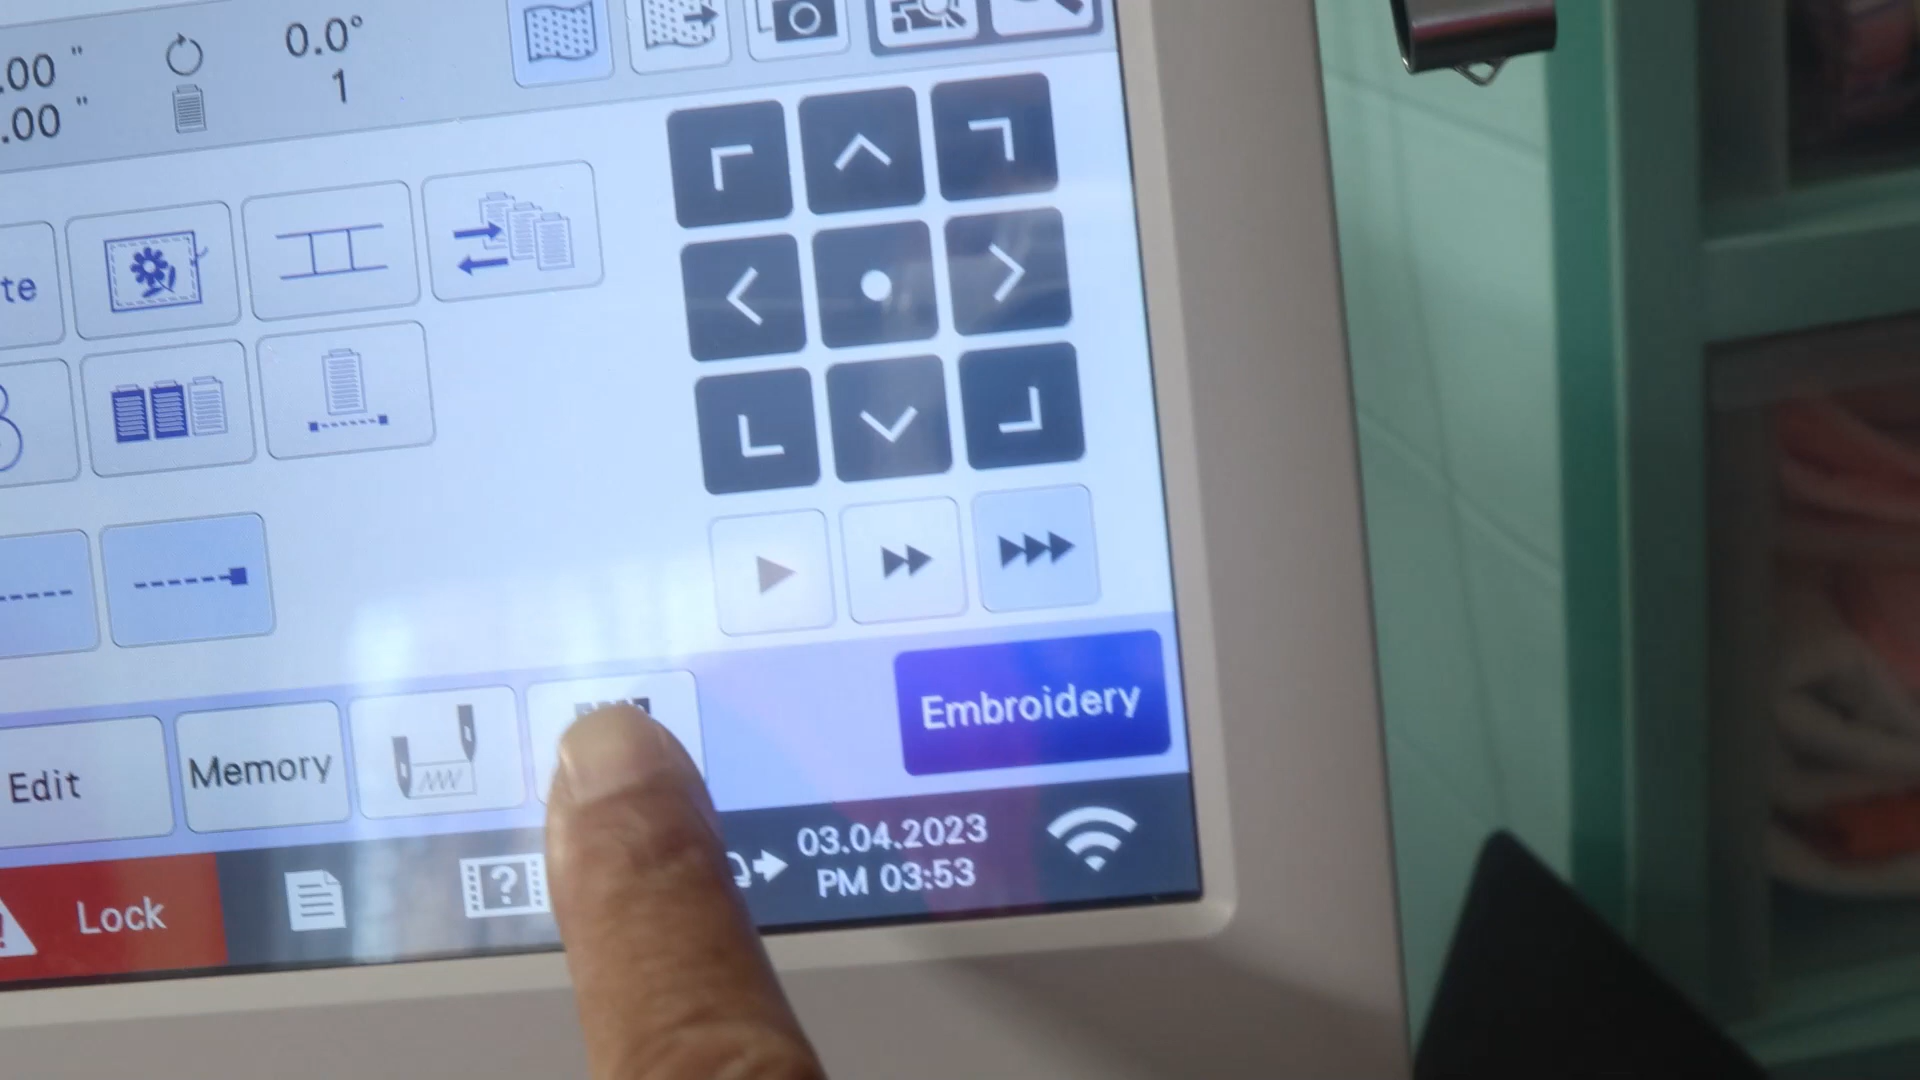 .00 " 0.0°
.00 " 1
te
Edit
Memory
Embroidery
Lock
03.04.2023
PM 03:53